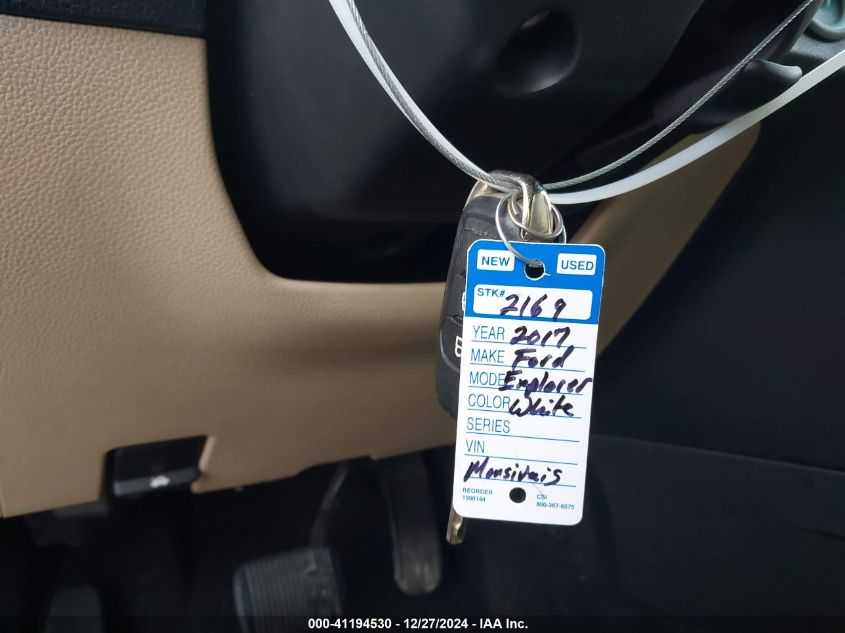 NEW USED
STK# 2169
YEAR 2017
MAKE Ford
MODEL Explorer
COLOR White
SERIES
VIN
Monsivais
REORDER CSI
1300144 800-367-6575
000-41194530 - 12/27/2024 - IAA Inc.